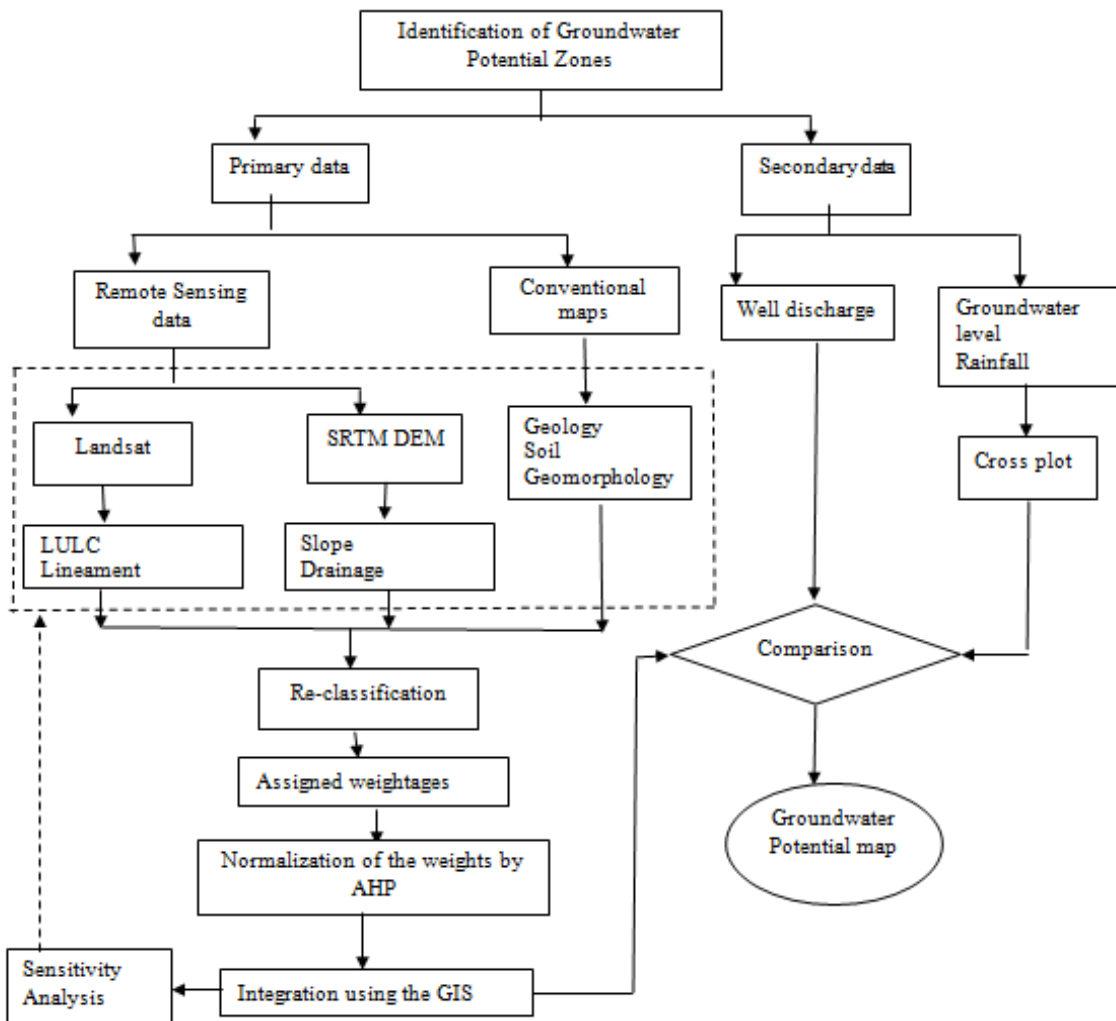 Identification of Groundwater
Potential Zones
Primary data
Secondary data
Remote Sensing
data
Conventional
maps
Well discharge
Groundwater
level
Rainfall
Landsat
SRTM DEM
Geology
Soil
Geomorphology
Cross plot
LULC
Lineament
Slope
Drainage
Comparison
Re-classification
Assigned weightages
Groundwater
Potential map
Normalization of the weights by
AHP
Sensitivity
Analysis
Integration using the GIS